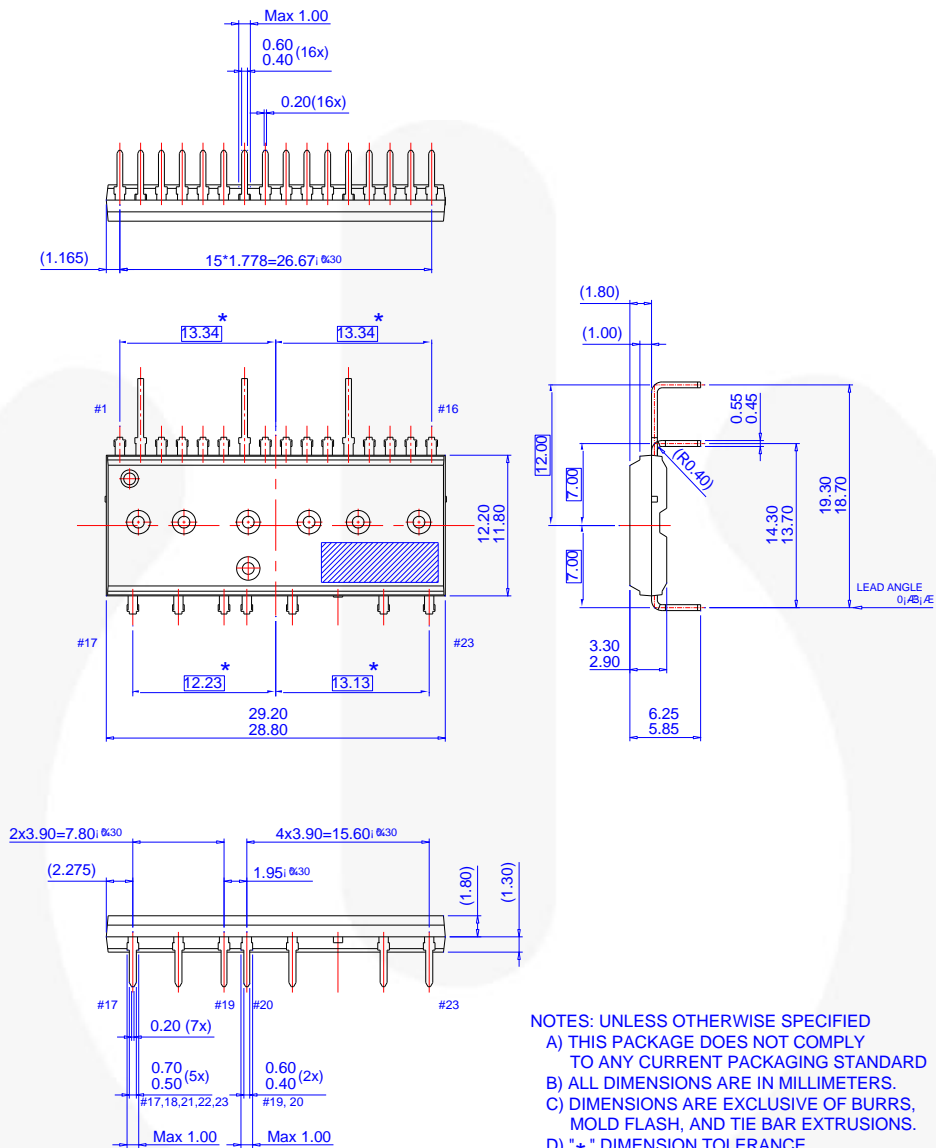 Max 1.00
0.60
0.40 (16x)
0.20(16x)
(1.165)
15*1.778=26.67
*
*
13.34
13.34
#1
#16
12.20
11.80
#17
#23
*
*
12.23
13.13
29.20
28.80
(1.80)
(1.00)
0.55
0.45
(R0.40)
12.00
7.00
7.00
14.30
13.70
19.30
18.70
LEAD ANGLE
3.30
2.90
6.25
5.85
2x3.90=7.80
4x3.90=15.60
(2.275)
1.95
(1.80)
(1.30)
#17
#19
#20
#23
0.20 (7x)
0.70
0.50 (5x)
#17,18,21,22,23
0.60
0.40 (2x)
#19, 20
Max 1.00
Max 1.00
NOTES: UNLESS OTHERWISE SPECIFIED
A) THIS PACKAGE DOES NOT COMPLY
TO ANY CURRENT PACKAGING STANDARD
B) ALL DIMENSIONS ARE IN MILLIMETERS.
C) DIMENSIONS ARE EXCLUSIVE OF BURRS,
MOLD FLASH, AND TIE BAR EXTRUSIONS.
D) "*" DIMENSION TOLERANCE